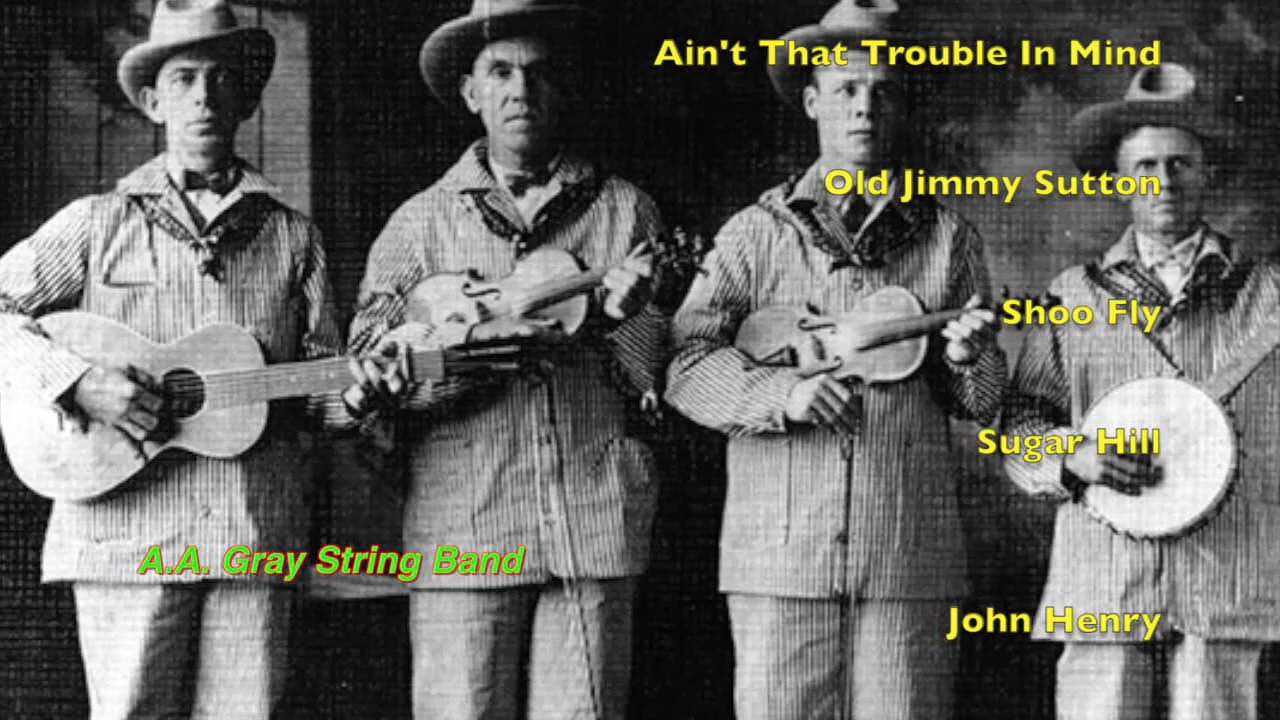 Ain't That Trouble In Mind
Old Jimmy Sutton
Shoo Fly
Sugar Hill
A.A. Gray String Band
John Henry